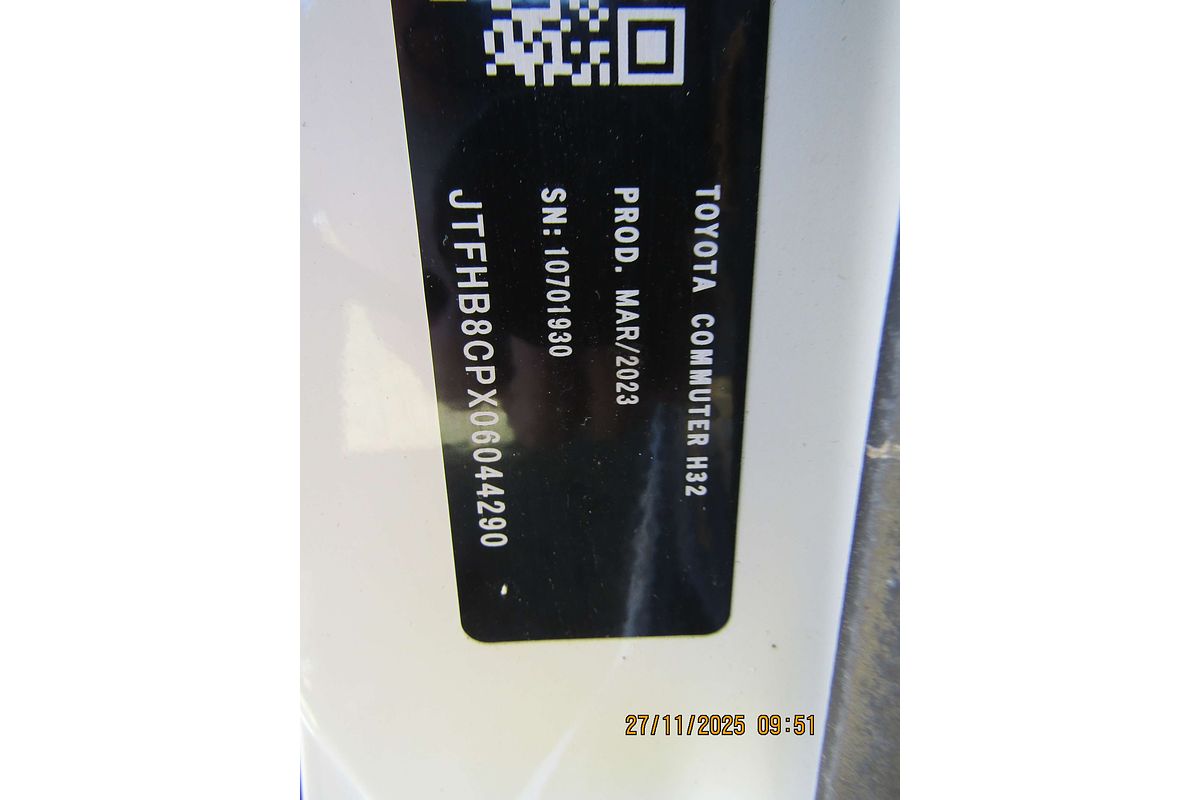 TOYOTA COMMUTER H32
PROD. MAR/2023
SN: 10701930
JTFHB8CPX06044290
27/11/2025 09:51